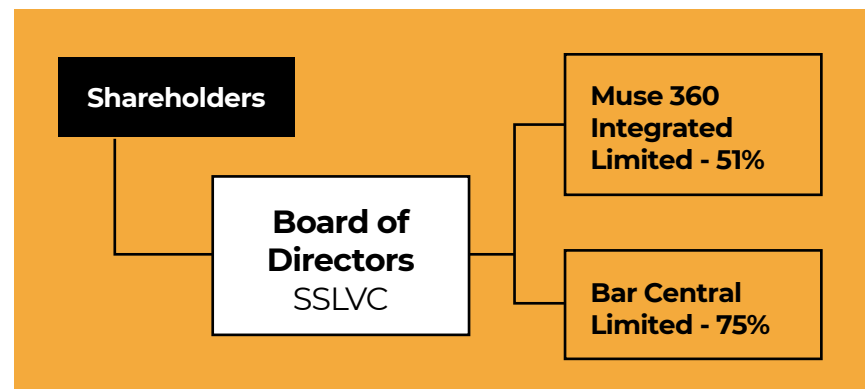 Shareholders
Board of
Directors
SSLVC
Muse 360
Integrated
Limited - 51%
Bar Central
Limited - 75%